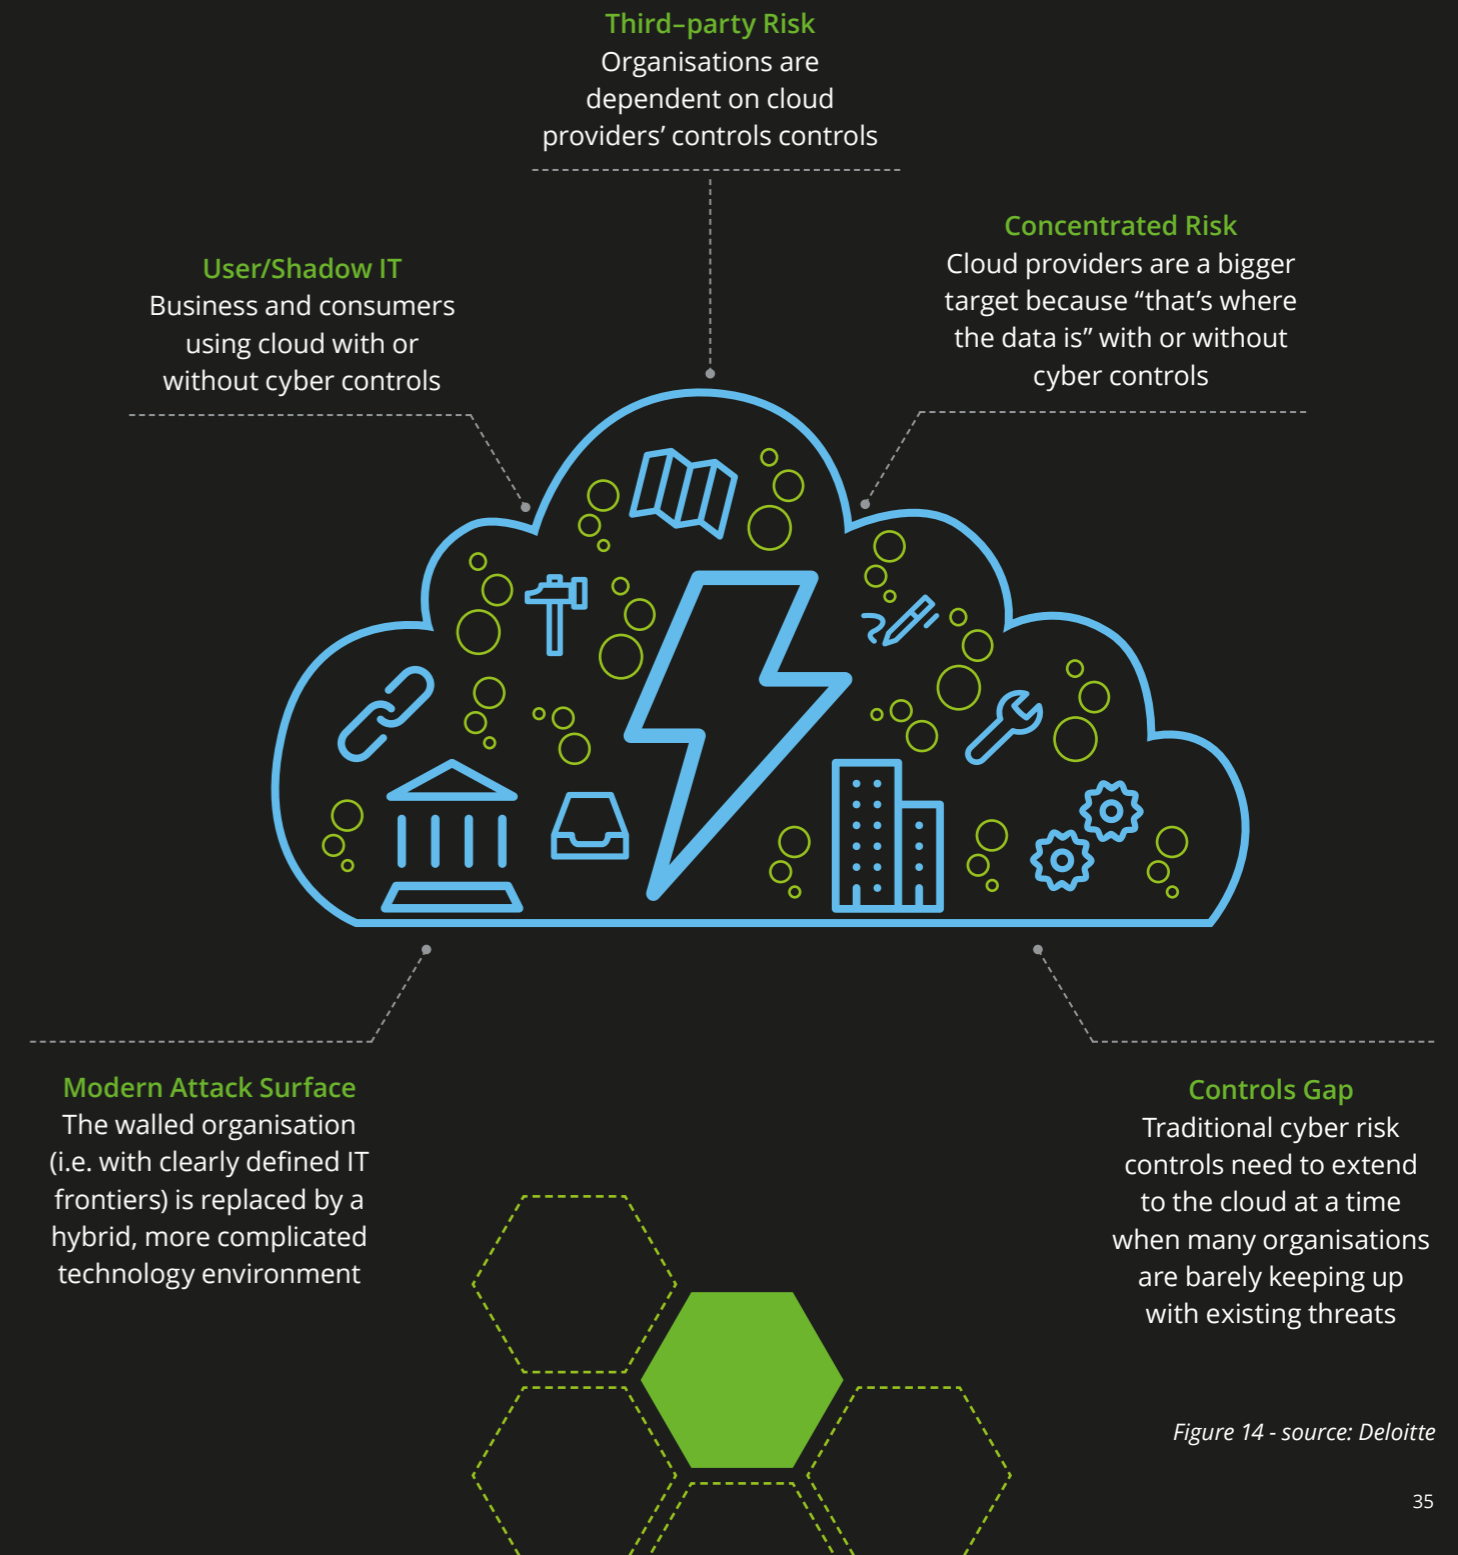 Third–party Risk
Organisations are
dependent on cloud
providers’ controls controls
User/Shadow IT
Business and consumers
using cloud with or
without cyber controls
Concentrated Risk
Cloud providers are a bigger
target because “that’s where
the data is” with or without
cyber controls
Modern Attack Surface
The walled organisation
(i.e. with clearly defined IT
frontiers) is replaced by a
hybrid, more complicated
technology environment
Controls Gap
Traditional cyber risk
controls need to extend
to the cloud at a time
when many organisations
are barely keeping up
with existing threats
Figure 14 - source: Deloitte
35